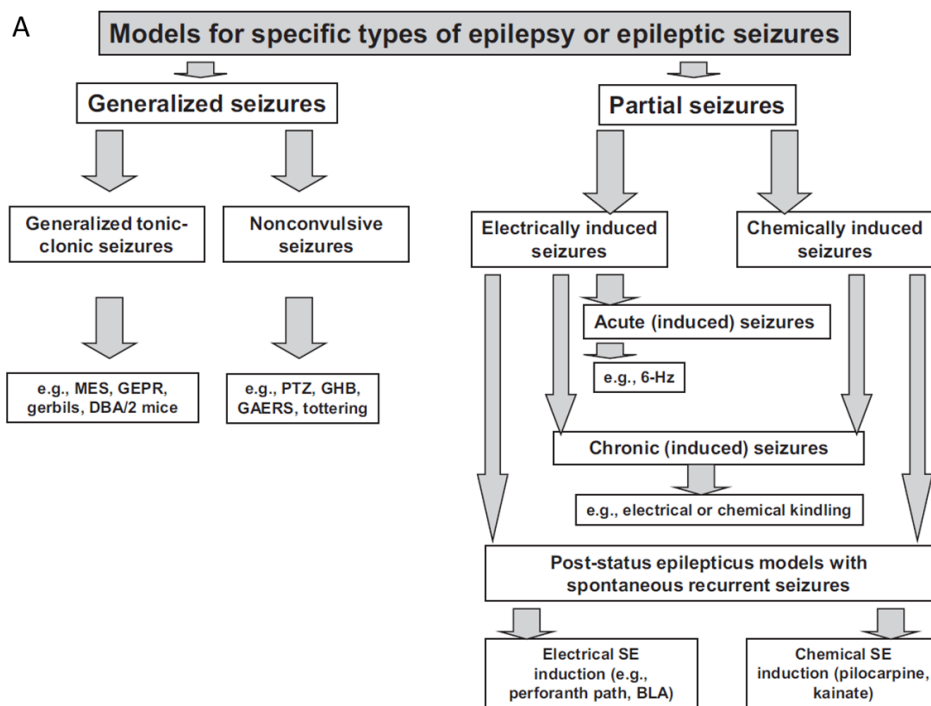 A
Models for specific types of epilepsy or epileptic seizures
Generalized seizures
Partial seizures
Generalized tonic-
clonic seizures
Nonconvulsive
seizures
Electrically induced
seizures
Chemically induced
seizures
Acute (induced) seizures
e.g., MES, GEPR,
gerbils, DBA/2 mice
e.g., PTZ, GHB,
GAERS, tottering
e.g., 6-Hz
Chronic (induced) seizures
e.g., electrical or chemical kindling
Post-status epilepticus models with
spontaneous recurrent seizures
Electrical SE
induction (e.g.,
perforanth path, BLA)
Chemical SE
induction (pilocarpine,
kainate)